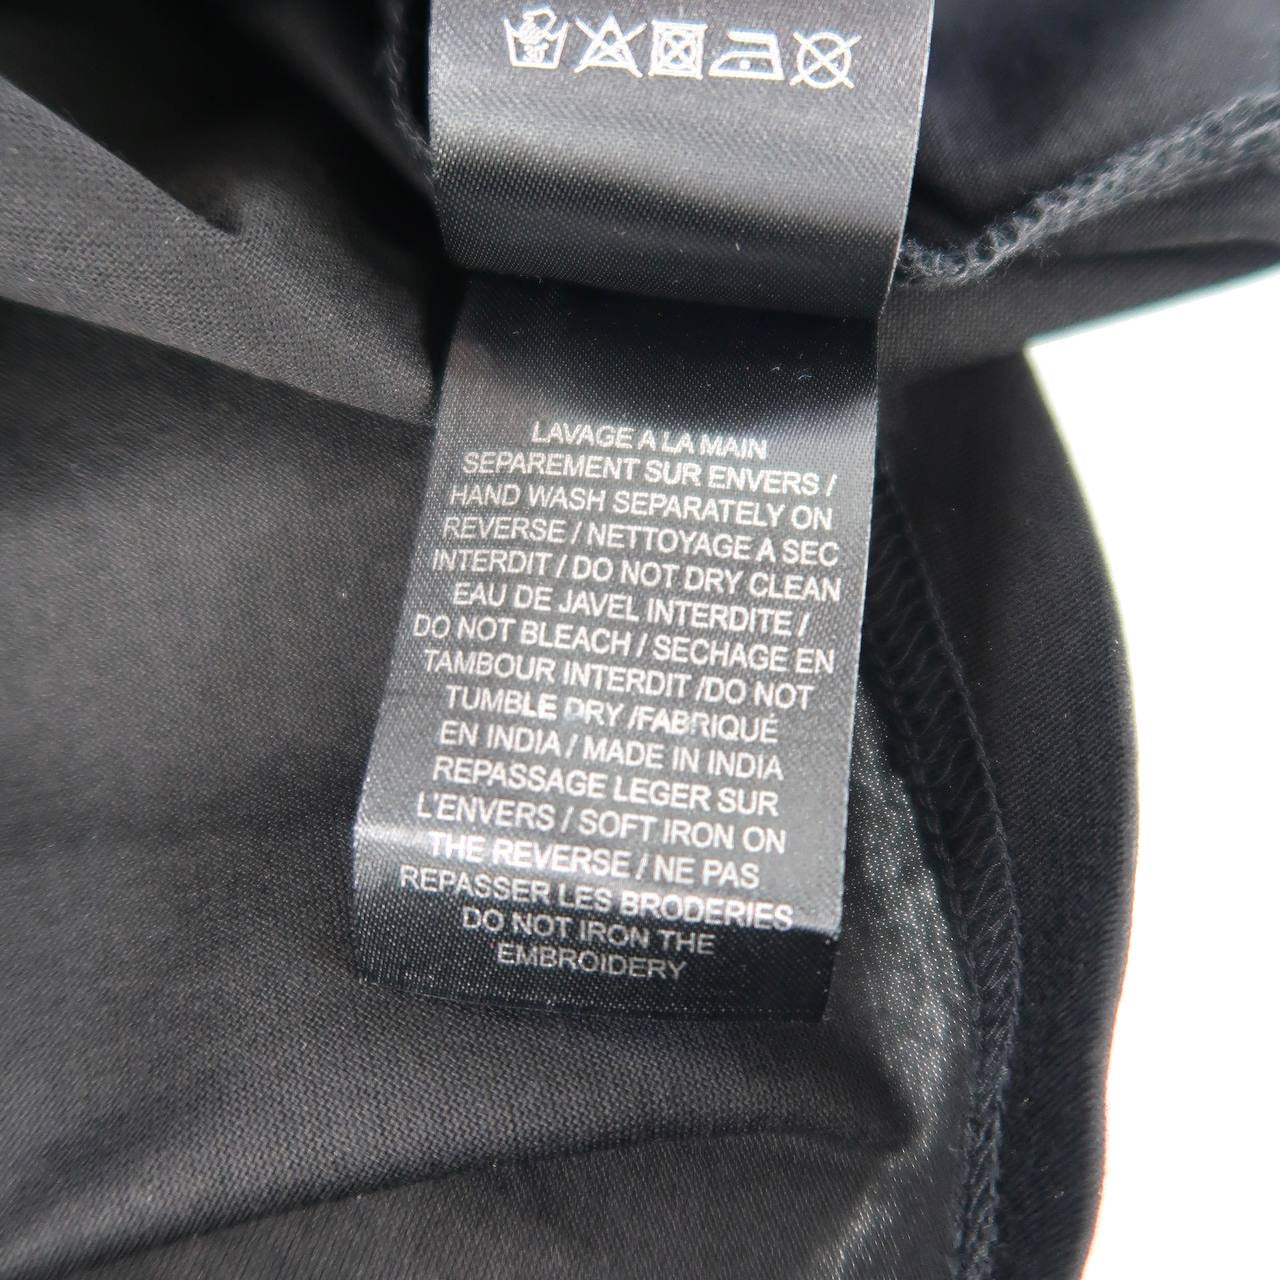 30
LAVAGE A LA MAIN
SEPAREMENT SUR ENVERS /
HAND WASH SEPARATELY ON
REVERSE / NETTOYAGE A SEC
INTERDIT / DO NOT DRY CLEAN
EAU DE JAVEL INTERDITE /
DO NOT BLEACH / SECHAGE EN
TAMBOUR INTERDIT /DO NOT
TUMBLE DRY /FABRIQUÉ
EN INDIA / MADE IN INDIA
REPASSAGE LEGER SUR
L'ENVERS / SOFT IRON ON
THE REVERSE / NE PAS
REPASSER LES BRODERIES
DO NOT IRON THE
EMBROIDERY